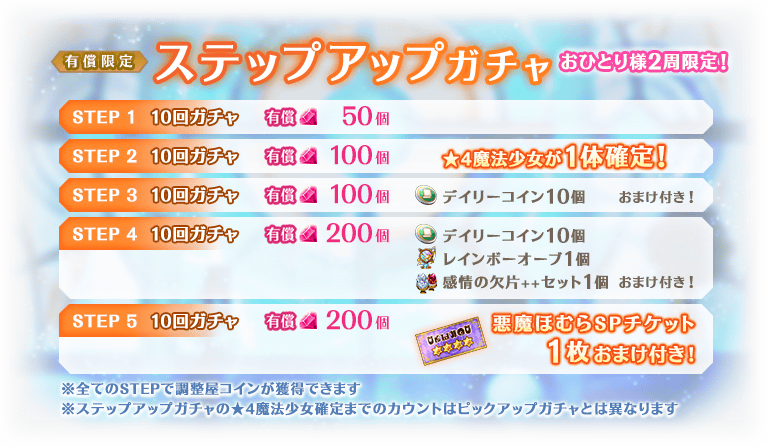 有償限定 ステップアップガチャ おひとり様2周限定!
STEP 1 10回ガチャ 有償 50個
STEP 2 10回ガチャ 有償 100個 ★4魔法少女が1体確定!
STEP 3 10回ガチャ 有償 100個 デイリーコイン10個 おまけ付き!
STEP 4 10回ガチャ 有償 200個 デイリーコイン10個
レインボーオーブ1個
感情の欠片++セット1個 おまけ付き!
STEP 5 10回ガチャ 有償 200個 悪魔ほむらSPチケット
1枚おまけ付き!
※全てのSTEPで調整屋コインが獲得できます
※ステップアップガチャの★4魔法少女確定までのカウントはピックアップガチャとは異なります